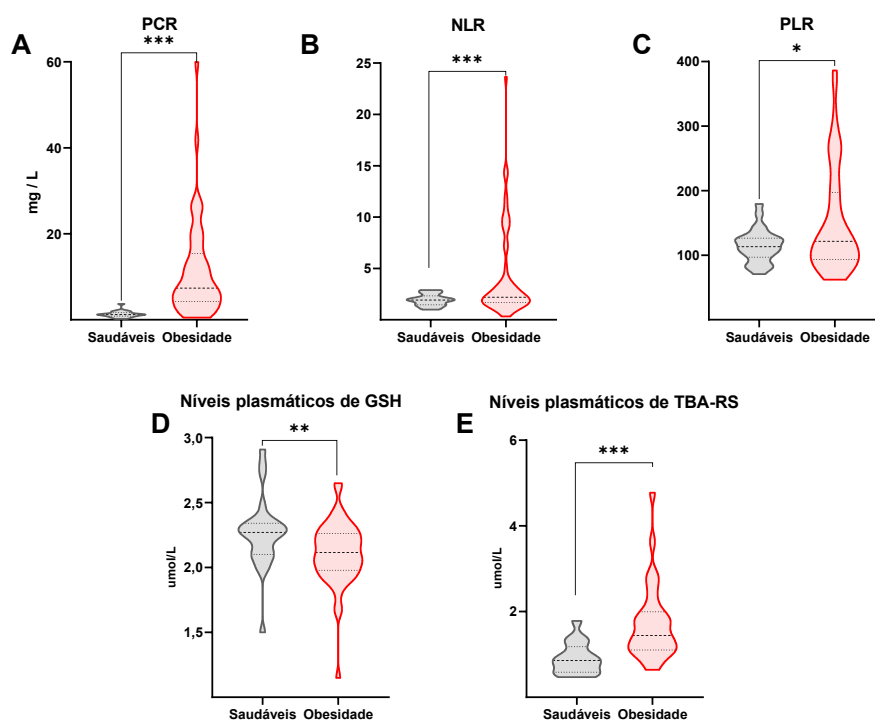 A
PCR
***
60
40
20
mg / L
Saudáveis Obesidade
B
NLR
***
25
20
15
10
5
Saudáveis Obesidade
C
PLR
*
400
300
200
100
Saudáveis Obesidade
Níveis plasmáticos de GSH
D
**
3,0
2,5
2,0
1,5
umol/L
Saudáveis Obesidade
Níveis plasmáticos de TBA-RS
E
***
6
4
2
umol/L
Saudáveis Obesidade